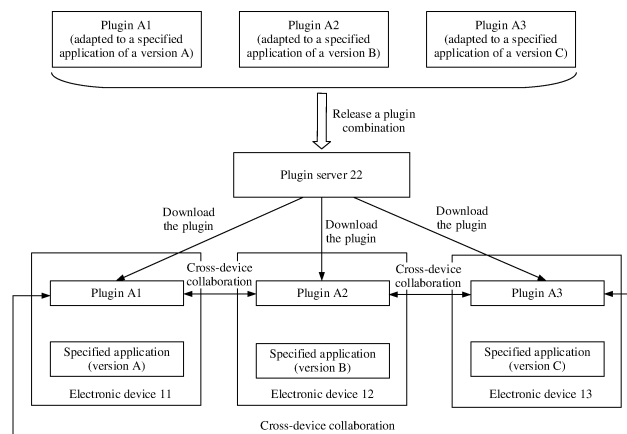 Plugin A1
(adapted to a specified
application of a version A)
Plugin A2
(adapted to a specified
application of a version B)
Plugin A3
(adapted to a specified
application of a version C)
Release a plugin
combination
Plugin server 22
Download
the plugin
Download
the plugin
Download
the plugin
Cross-device
collaboration
Cross-device
collaboration
Plugin A1
Plugin A2
Plugin A3
Specified application
(version A)
Specified application
(version B)
Specified application
(version C)
Electronic device 11
Electronic device 12
Electronic device 13
Cross-device collaboration